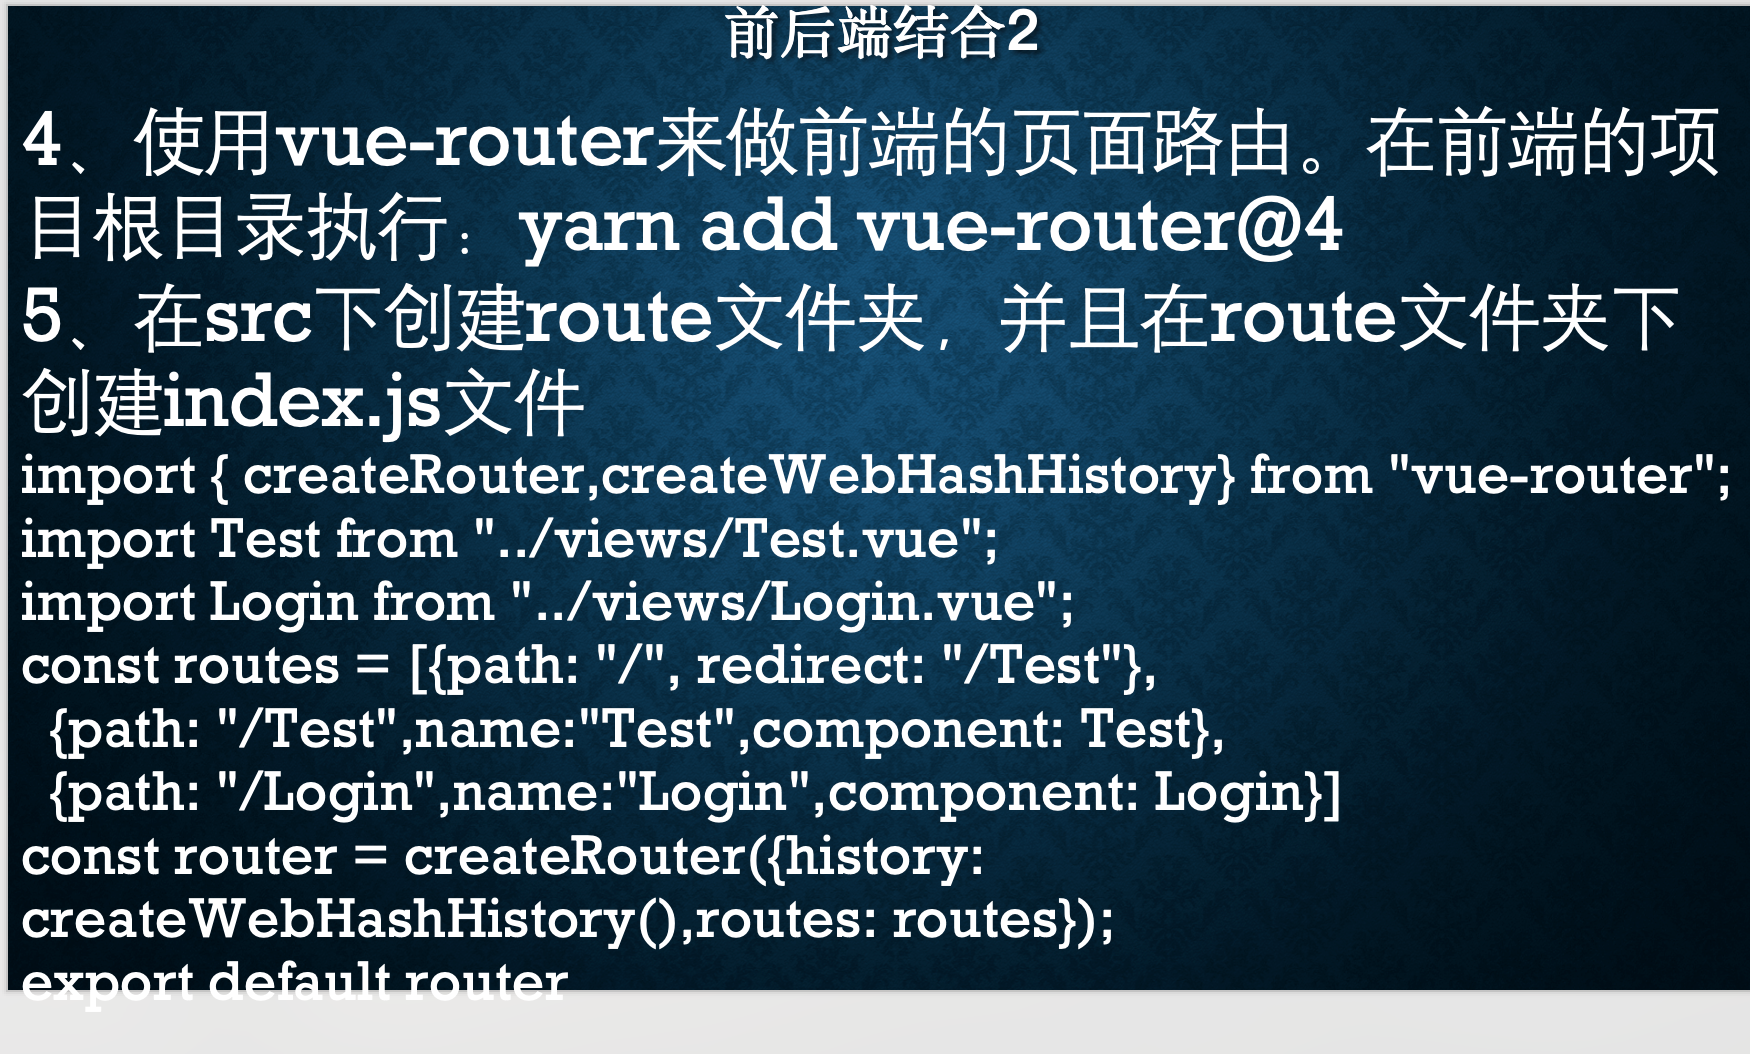 前后端结合2
4、使用vue-router来做前端的页面路由。在前端的项
目根目录执行：yarn add vue-router@4
5、在src下创建route文件夹，并且在route文件夹下
创建index.js文件
import { createRouter,createWebHashHistory} from "vue-router";
import Test from "../views/Test.vue";
import Login from "../views/Login.vue";
const routes = [{path: "/", redirect: "/Test"},
{path: "/Test",name:"Test",component: Test},
{path: "/Login",name:"Login",component: Login}]
const router = createRouter({history:
createWebHashHistory(),routes: routes});
export default router